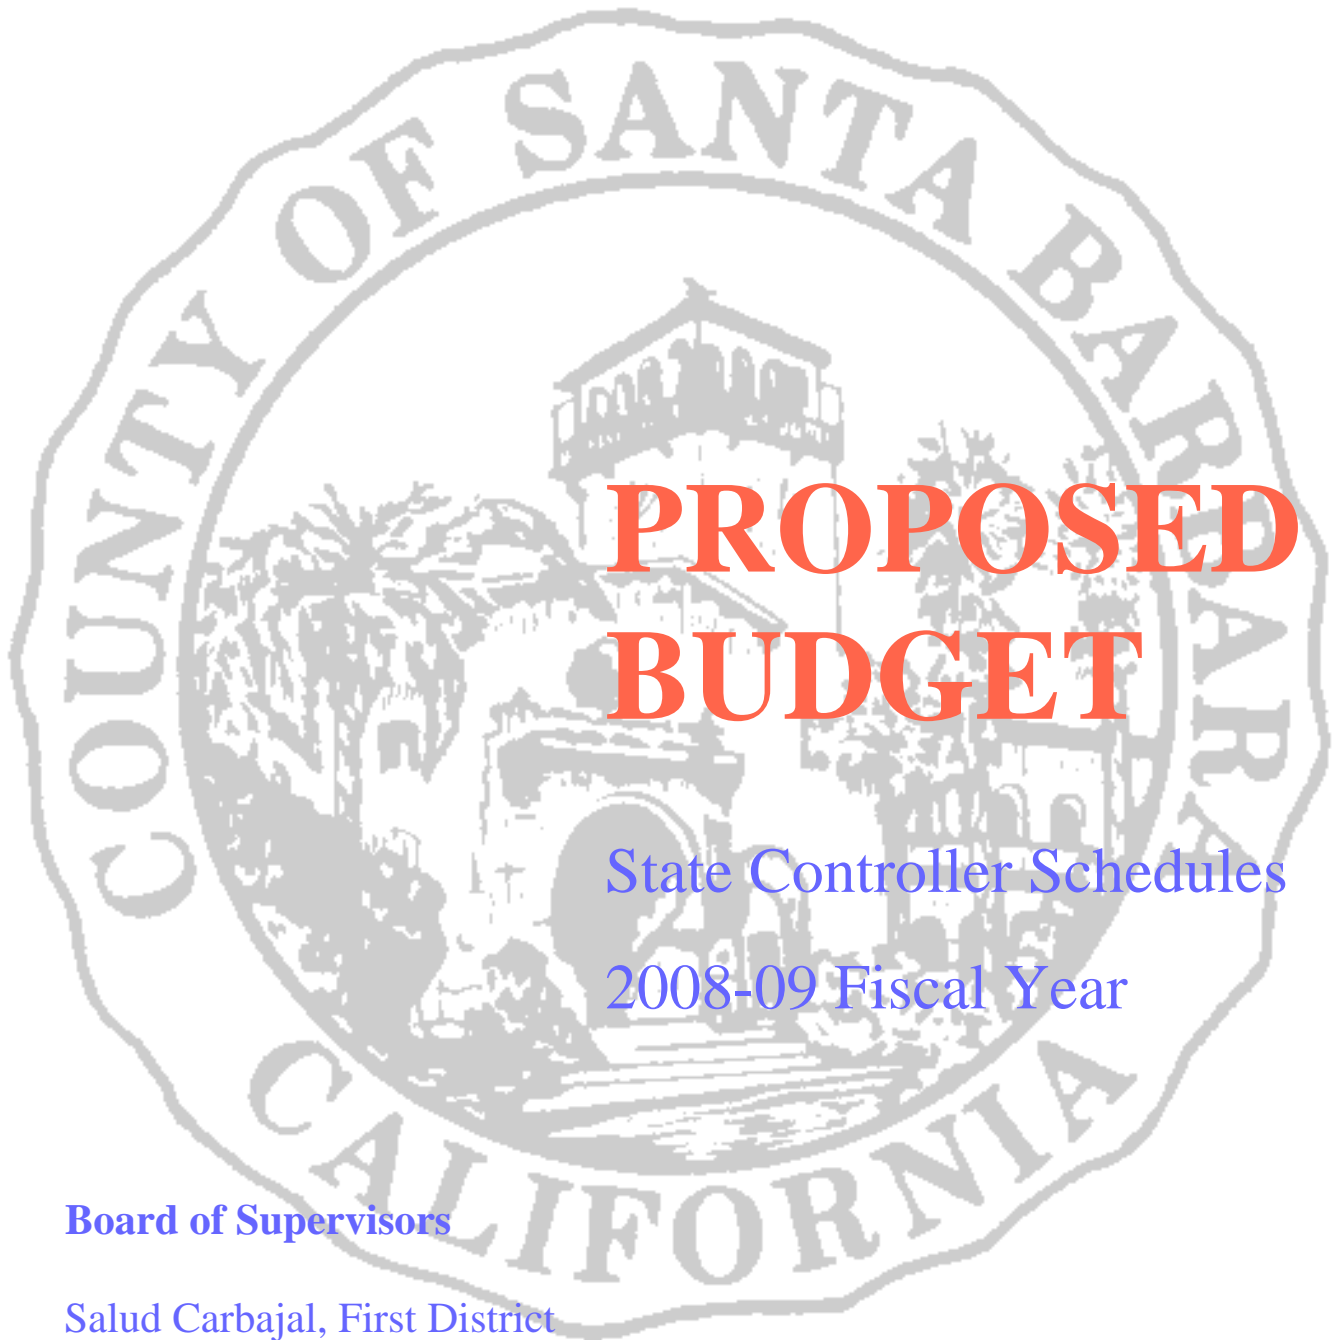 COUNTY OF SANTA BARBARA
CALIFORNIA
PROPOSED
BUDGET
State Controller Schedules
2008-09 Fiscal Year
Board of Supervisors
Salud Carbajal, First District